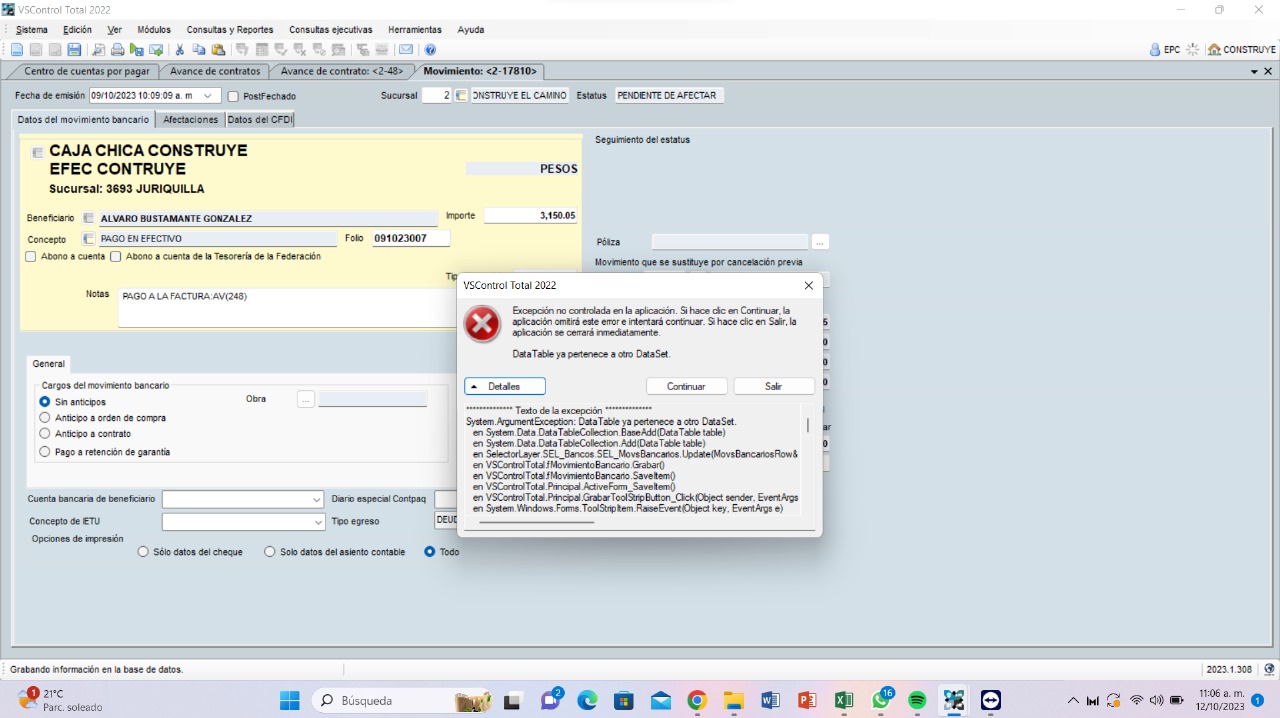 VSControl Total 2022
Sistema Edición Ver Módulos Consultas y Reportes Consultas ejecutivas Herramientas Ayuda
EPC CONSTRUYE
Centro de cuentas por pagar Avance de contratos Avance de contrato: <2-48> Movimiento: <2-17810>
Fecha de emisión 09/10/2023 10:09:09 a. m PostFechado Sucursal 2 ONSTRUYE EL CAMINO Estatus PENDIENTE DE AFECTAR
Datos del movimiento bancario Afectaciones Datos del CFDI
Seguimiento del estatus
CAJA CHICA CONSTRUYE
EFEC CONTRUYE PESOS
Sucursal: 3693 JURIQUILLA
Beneficiario ALVARO BUSTAMANTE GONZALEZ Importe 3,150.05
Concepto PAGO EN EFECTIVO Folio 091023007
Póliza ...
Abono a cuenta Abono a cuenta de la Tesorería de la Federación
Movimiento que se sustituye por cancelación previa
Tip
Notas PAGO A LA FACTURA:AV(248)
VSControl Total 2022
Excepción no controlada en la aplicación. Si hace clic en Continuar, la
aplicación omitirá este error e intentará continuar. Si hace clic en Salir, la
aplicación se cerrará inmediatamente.
DataTable ya pertenece a otro DataSet.
Detalles Continuar Salir
************** Texto de la excepción **************
System.ArgumentException: DataTable ya pertenece a otro DataSet.
en System.Data.DataTableCollection.BaseAdd(DataTable table)
en System.Data.DataTableCollection.Add(DataTable table)
en SelectorLayer.SEL_Bancos.SEL_MovsBancarios.Update(MovsBancariosRow&
en VSControlTotal.fMovimientoBancario.Grabar()
en VSControlTotal.fMovimientoBancario.SaveItem()
en VSControlTotal.Principal.ActiveForm_SaveItem()
en VSControlTotal.Principal.GrabarToolStripButton_Click(Object sender, EventArgs
en System.Windows.Forms.ToolStripItem.RaiseEvent(Object key, EventArgs e)
5
0
0
0
ar
0
General
Cargos del movimiento bancario
Sin anticipos Obra ...
Anticipo a orden de compra
Anticipo a contrato
Pago a retención de garantía
Cuenta bancaria de beneficiario Diario especial Contpaq
Concepto de IETU Tipo egreso DEUD
Opciones de impresión
Sólo datos del cheque Solo datos del asiento contable Todo
Grabando información en la base de datos. 2023.1.308
1 21°C
Parc. soleado
Búsqueda
2
16
11:06 a. m.
12/10/2023
1